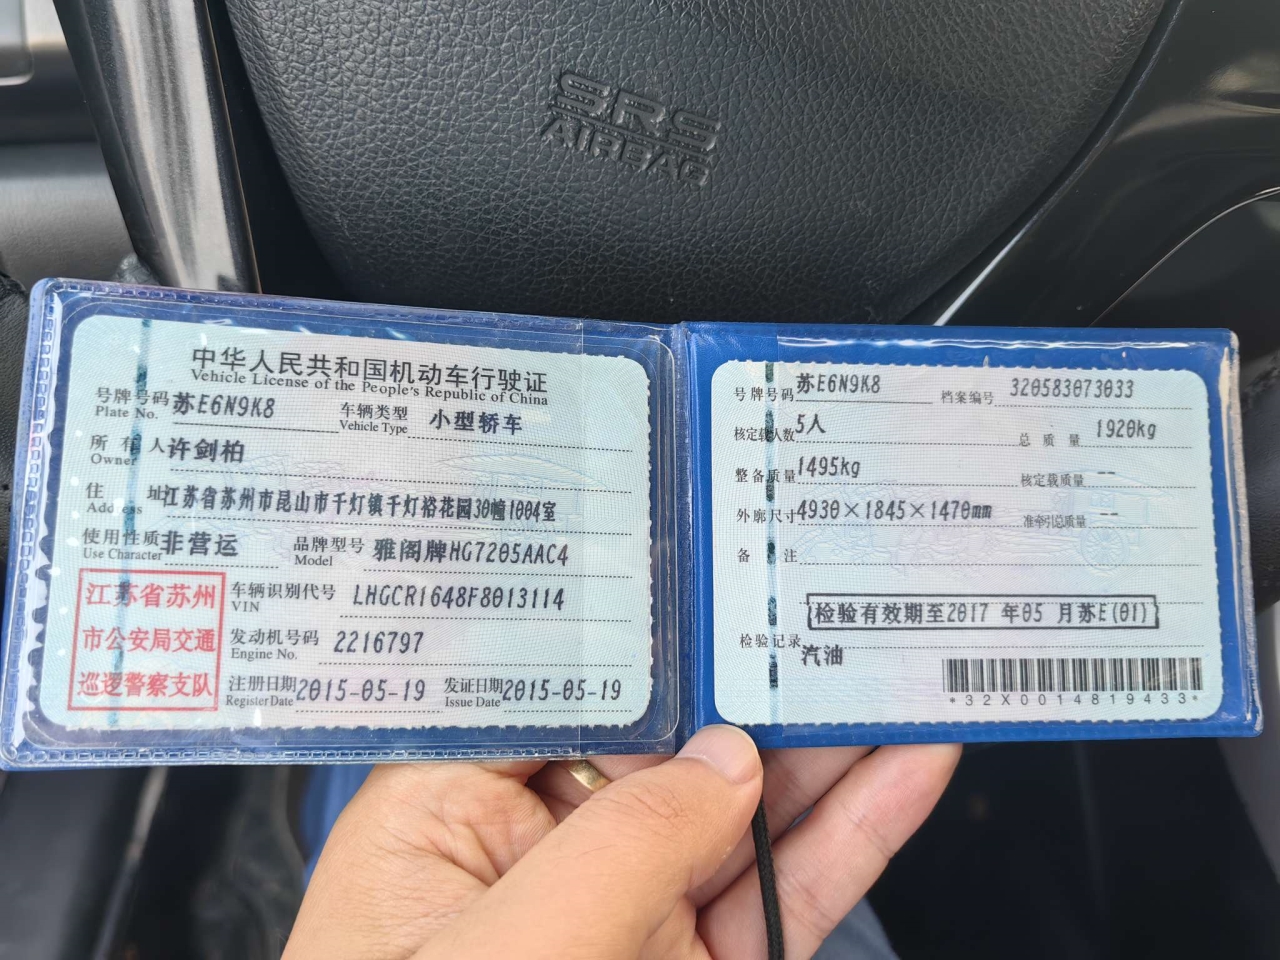 SRS
AIRBAG
中华人民共和国机动车行驶证
Vehicle License of the People's Republic of China
号牌号码 苏E6N9K8 车辆类型 小型轿车
Plate No. Vehicle Type
所有人 许剑柏
Owner
住址 江苏省苏州市昆山市千灯镇千灯裕花园30幢1004室
Address
使用性质 非营运 品牌型号 雅阁牌HG7205AAC4
Use Character Model
江苏省苏州
市公安局交通
巡逻警察支队
车辆识别代号 LHGCR1648F8013114
VIN
发动机号码 2216797
Engine No.
注册日期 2015-05-19 发证日期 2015-05-19
Register Date Issue Date
号牌号码 苏E6N9K8 档案编号 320583073033
核定载人数 5人 总质量 1920kg
整备质量 1495kg 核定载质量 --
外廓尺寸 4930×1845×1470mm 准牵引总质量 --
备注
检验有效期至2017 年05 月苏E(01)
检验记录
汽油
*32X0014819433*